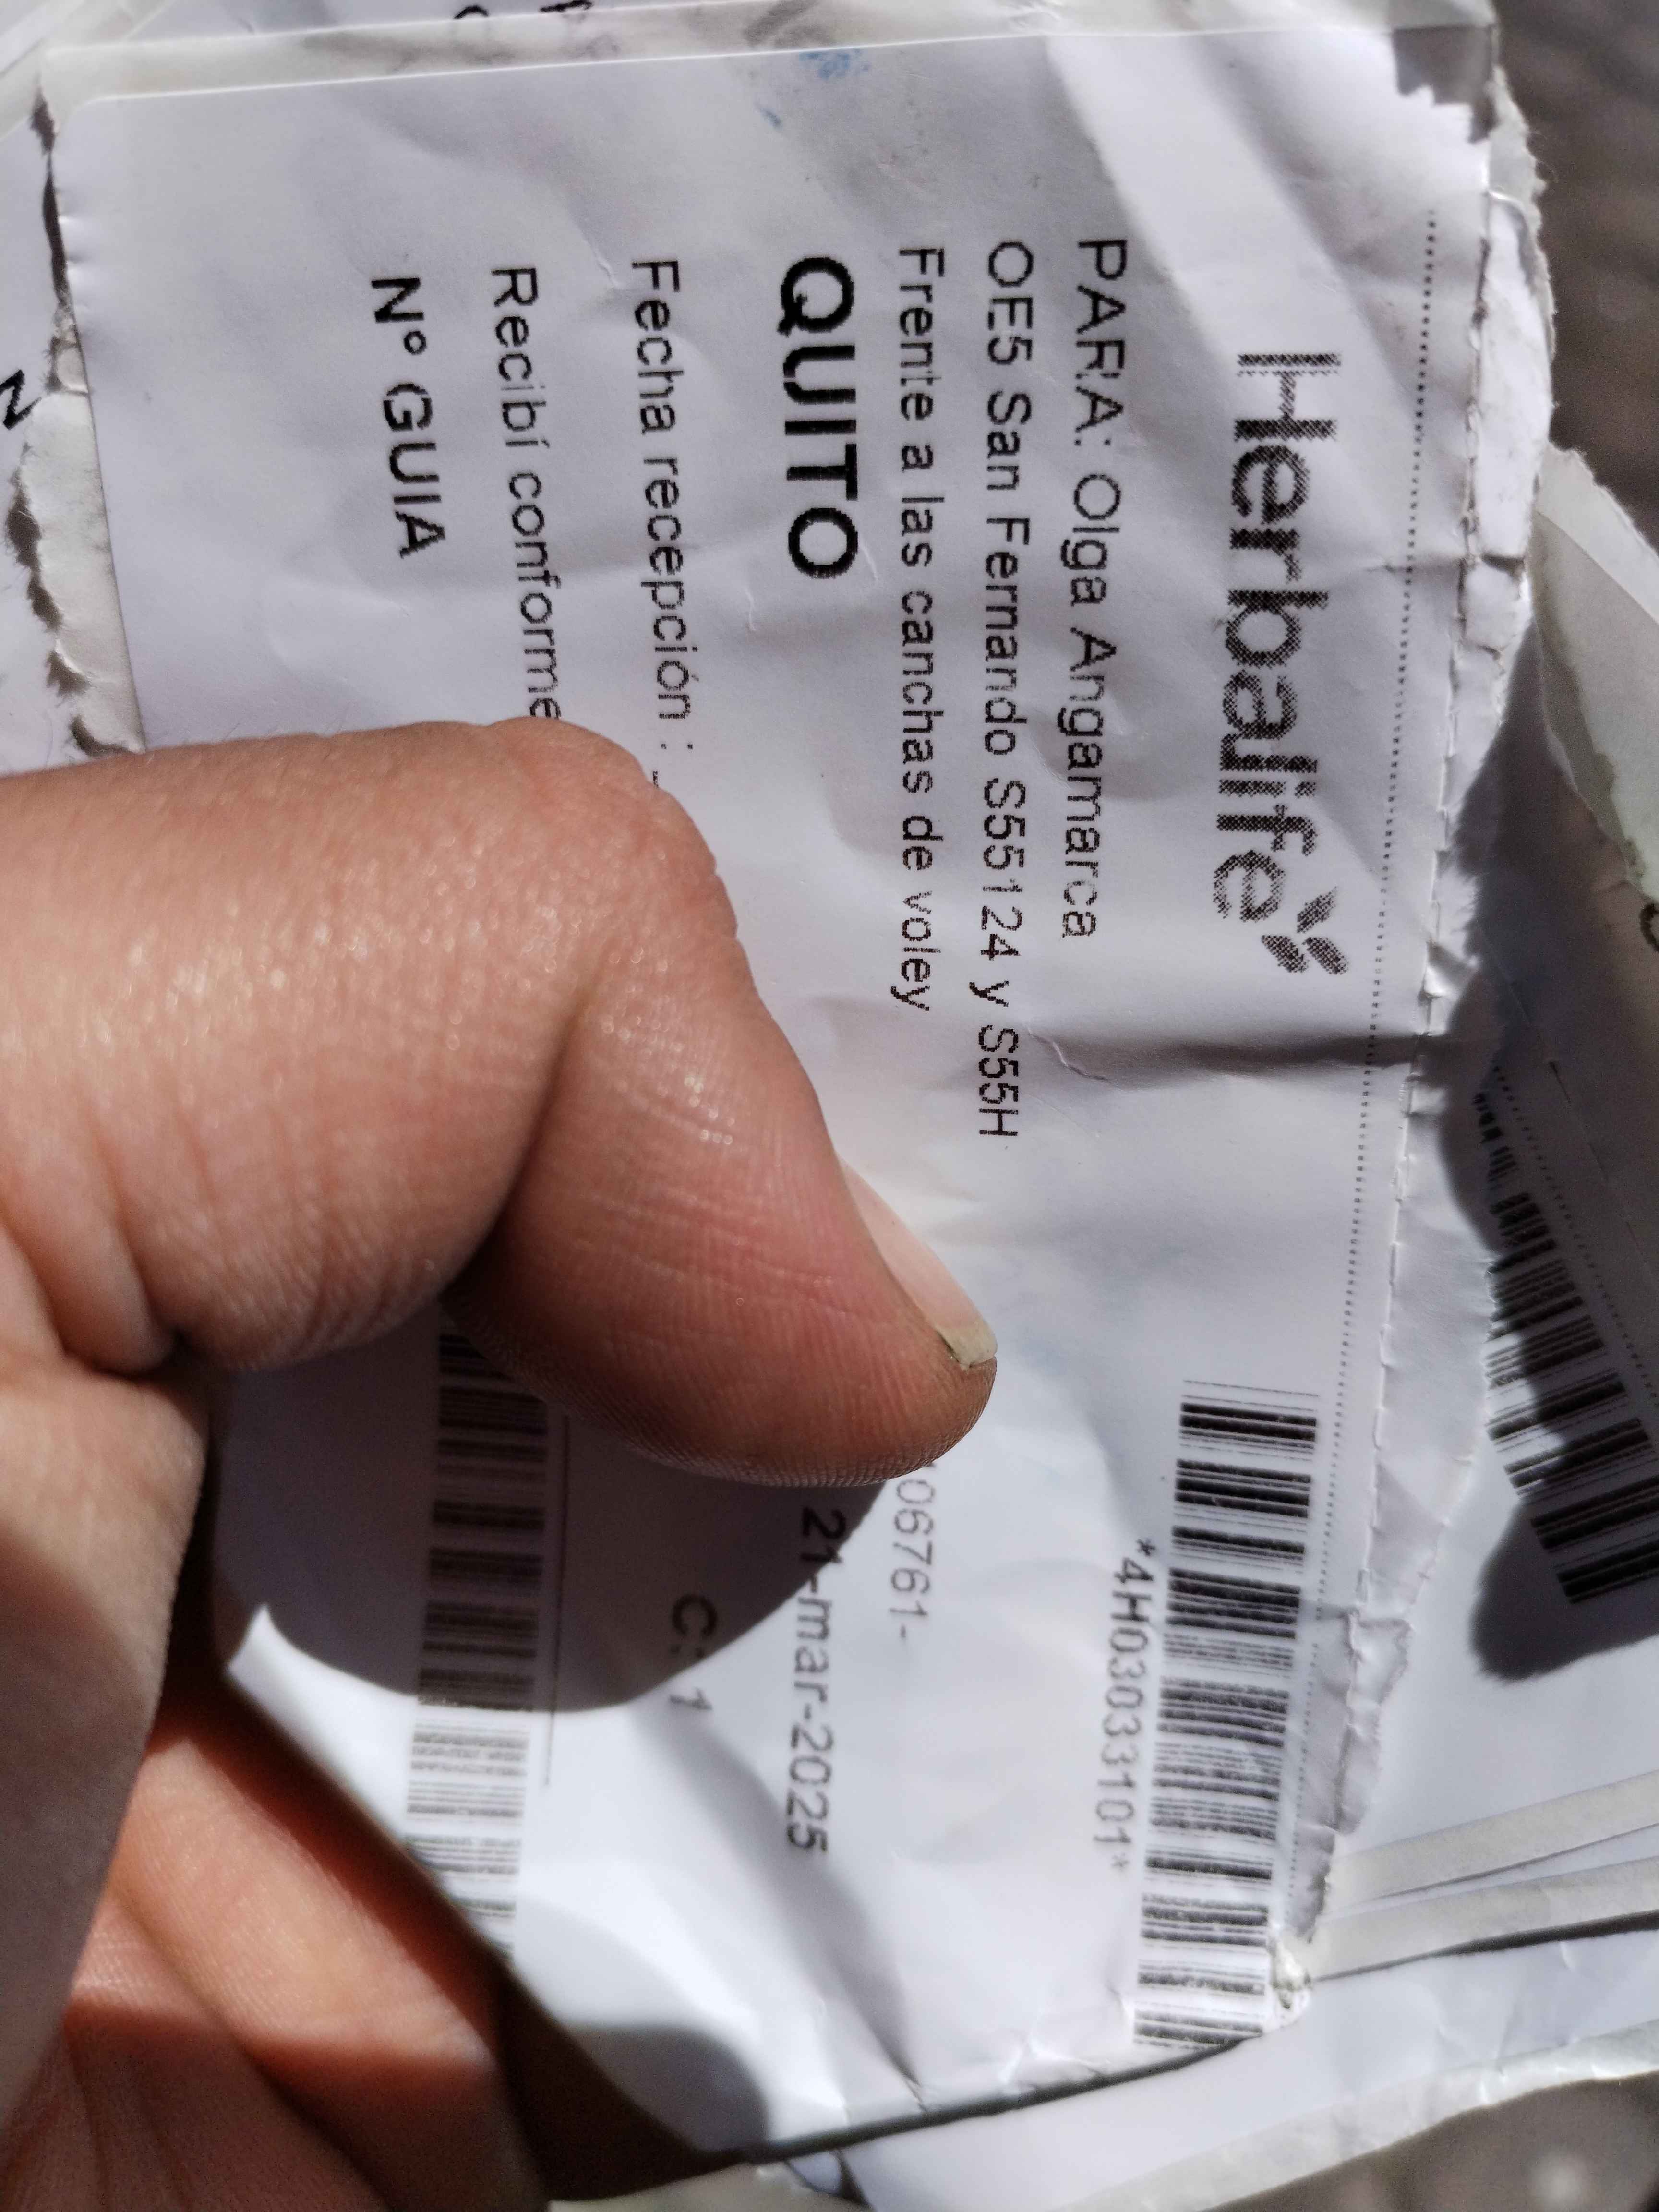 Herbalife
*4H03033101*
PARA: Olga Angamarca
OE5 San Fernando S55124 y S55H
Frente a las canchas de voley
06761-
QUITO
21-mar-2025
Fecha recepción :
C: 1
Recibí conforme
N° GUIA